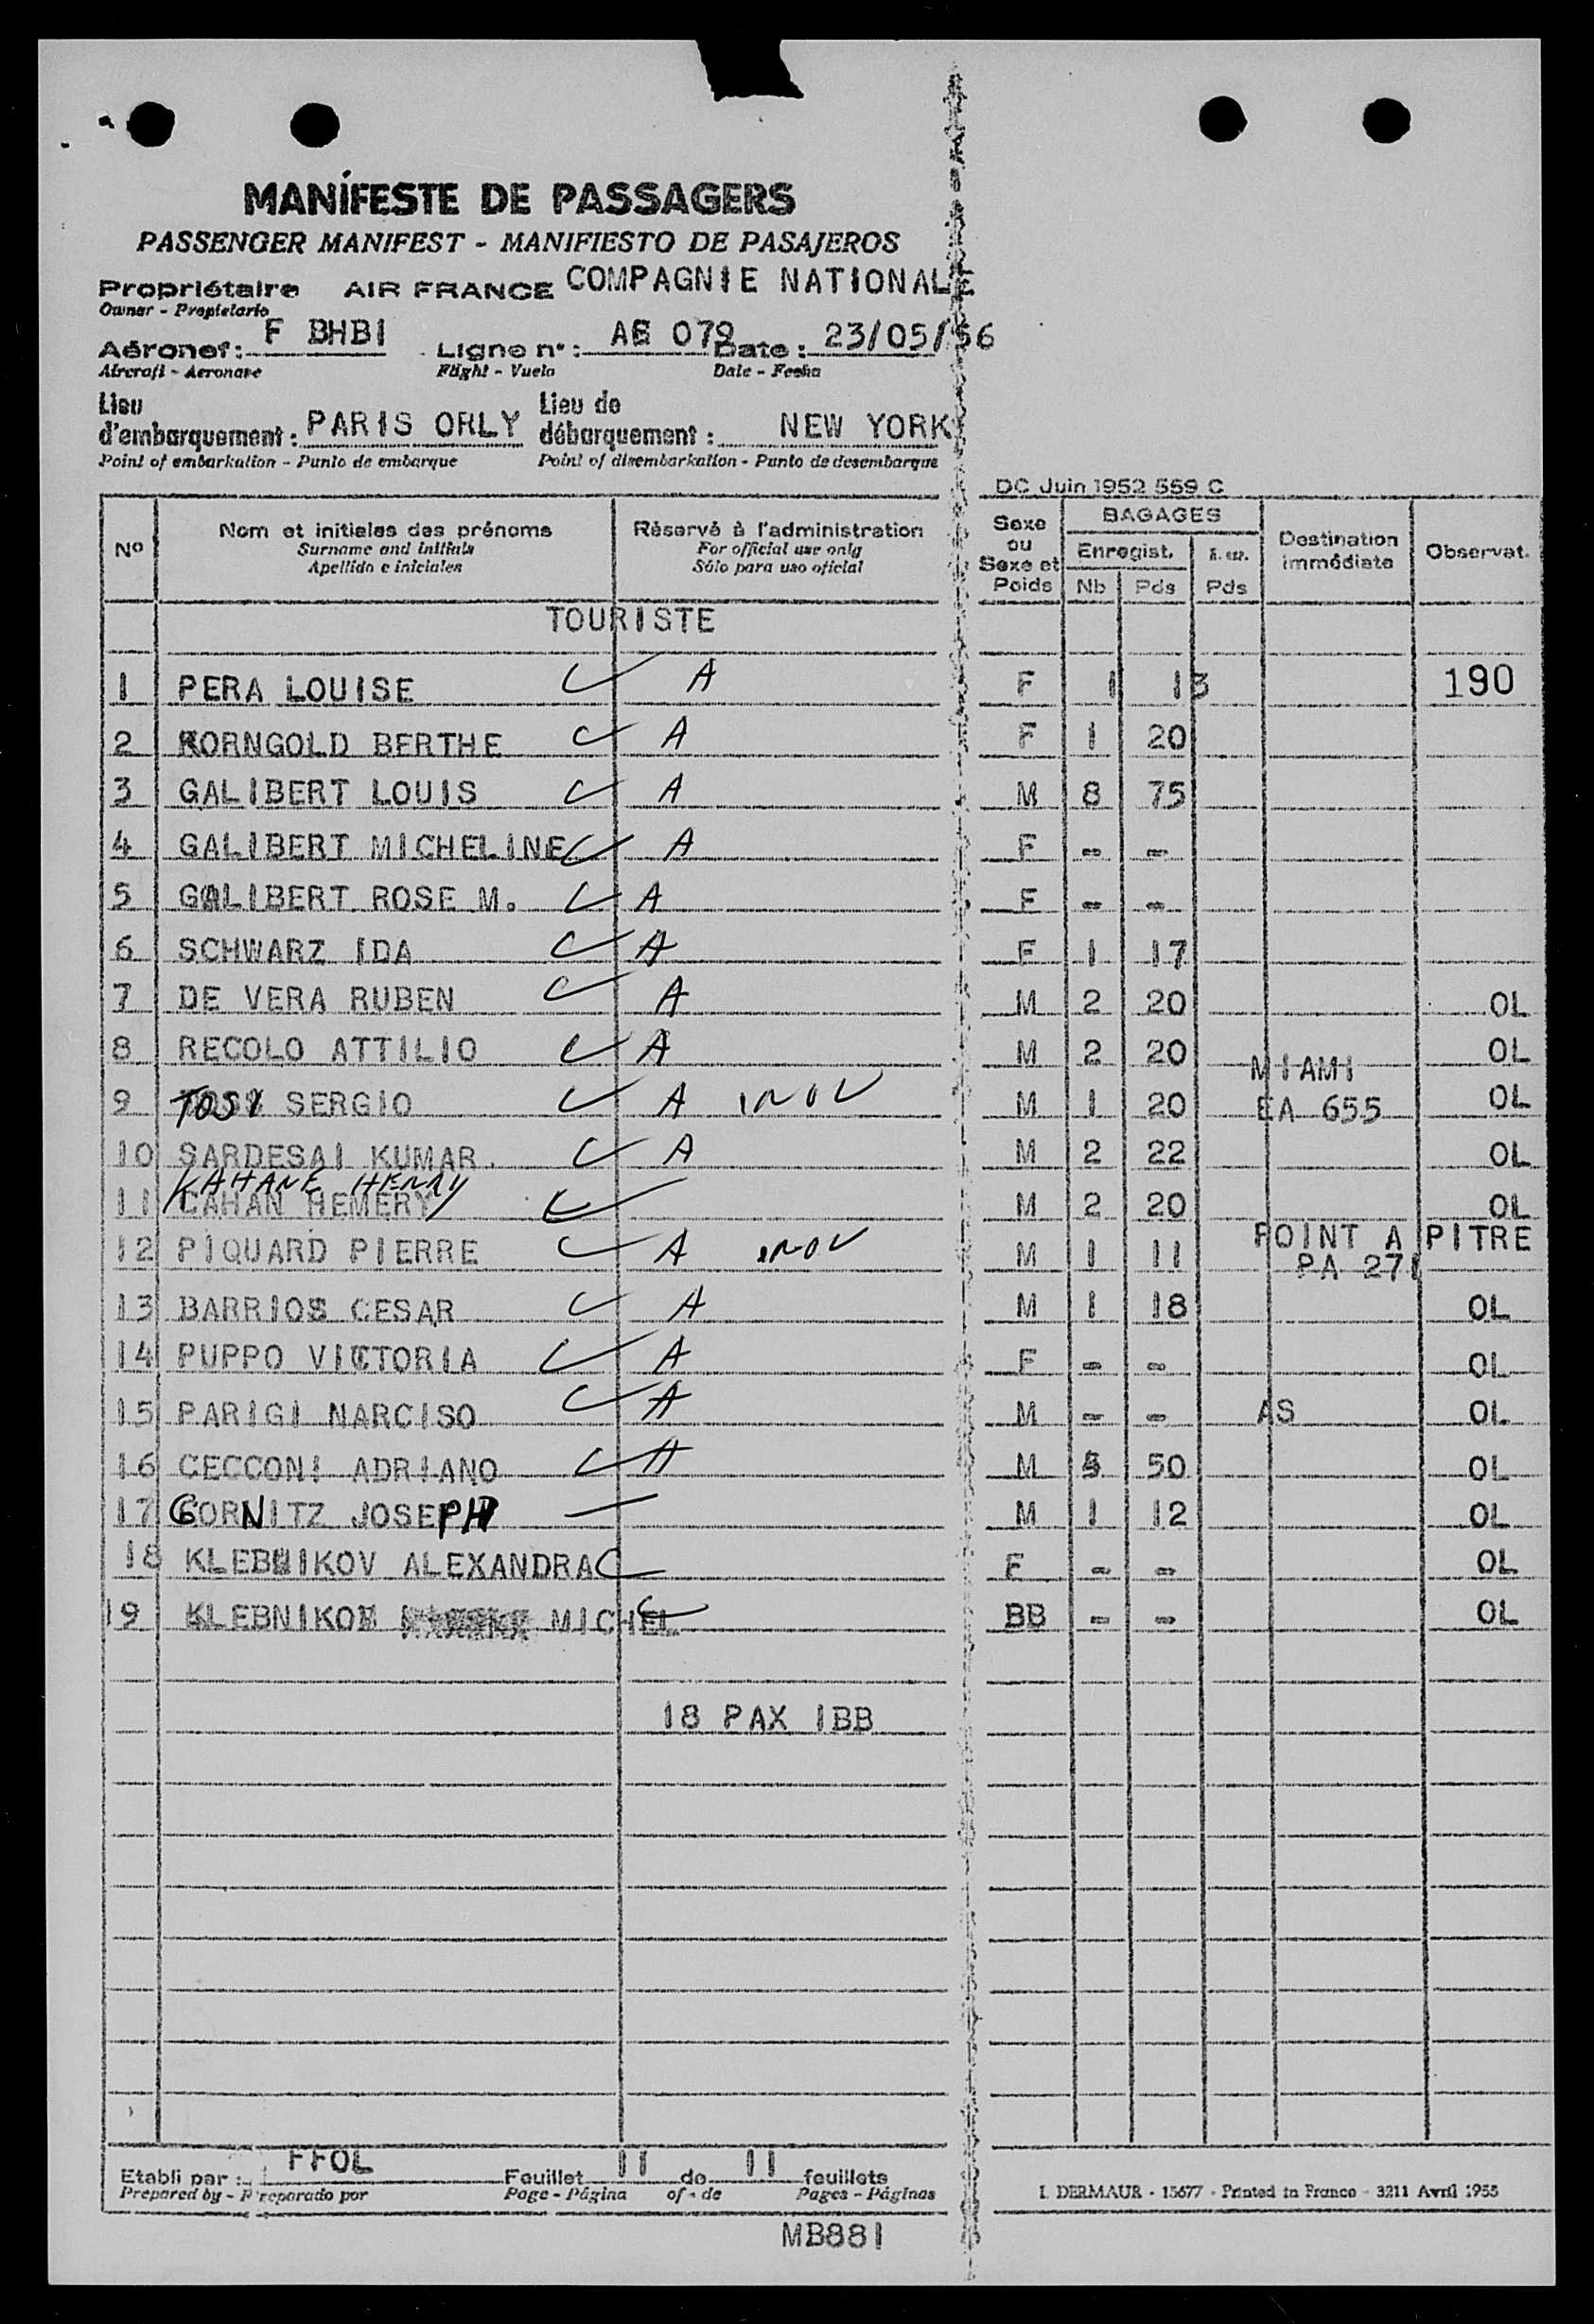 MANIFESTE DE PASSAGERS
PASSENGER MANIFEST - MANIFIESTO DE PASAJEROS
Propriétaire AIR FRANCE COMPAGNIE NATIONALE
Owner - Propietario
Aéronef : F BHBI Ligne n° : 079 Date : 23/05/56
Aircraft - Aeronave Flight - Vuelo Date - Fecha
Lieu d'embarquement : PARIS ORLY Lieu de débarquement : NEW YORK
Point of embarkation - Punto de embarque Point of disembarkation - Punto de desembarque
DC Juin 1952 559 C
N° Nom et initiales des prénoms Réservé à l'administration Sexe ou Sexe et Poids BAGAGES Destination immédiate Observat.
Surname and initials For official use only Enregist.
Apellido e iniciales Sólo para uso oficial Nb Pds Pds
TOURISTE
1 PERA LOUISE A F 1 13 190
2 KORNGOLD BERTHE A F 1 20
3 GALIBERT LOUIS A M 8 75
4 GALIBERT MICHELINE A F - -
5 GALIBERT ROSE M. A F - -
6 SCHWARZ IDA A F 1 17
7 DE VERA RUBEN A M 2 20 OL
8 RECOLO ATTILIO A M 2 20 OL
MIAMI
9 TOSI SERGIO A M 1 20 EA 655 OL
10 SARDESAI KUMAR. A M 2 22 OL
KAHANE HENRY
11 CAHAN HEMERY M 2 20 OL
POINT A PITRE
12 PIQUARD PIERRE A M 1 11 PA 271
13 BARRIOS CESAR A M 1 18 OL
14 PUPPO VICTORIA A F - - OL
15 PARIGI NARCISO A M - - AS OL
16 CECCONI ADRIANO A M 5 50 OL
17 GORNITZ JOSEPH M 1 12 OL
18 KLEBNIKOV ALEXANDRA F - - OL
19 KLEBNIKOV MICHEL BB - - OL
18 PAX 1BB
Etabli par : FFOL Feuillet 11 de 11 feuillets
Prepared by - Preparado por Page - Página of - de Pages - Páginas
I. DERMAUR - 15677 - Printed in France - 3211 Avril 1955
MB881